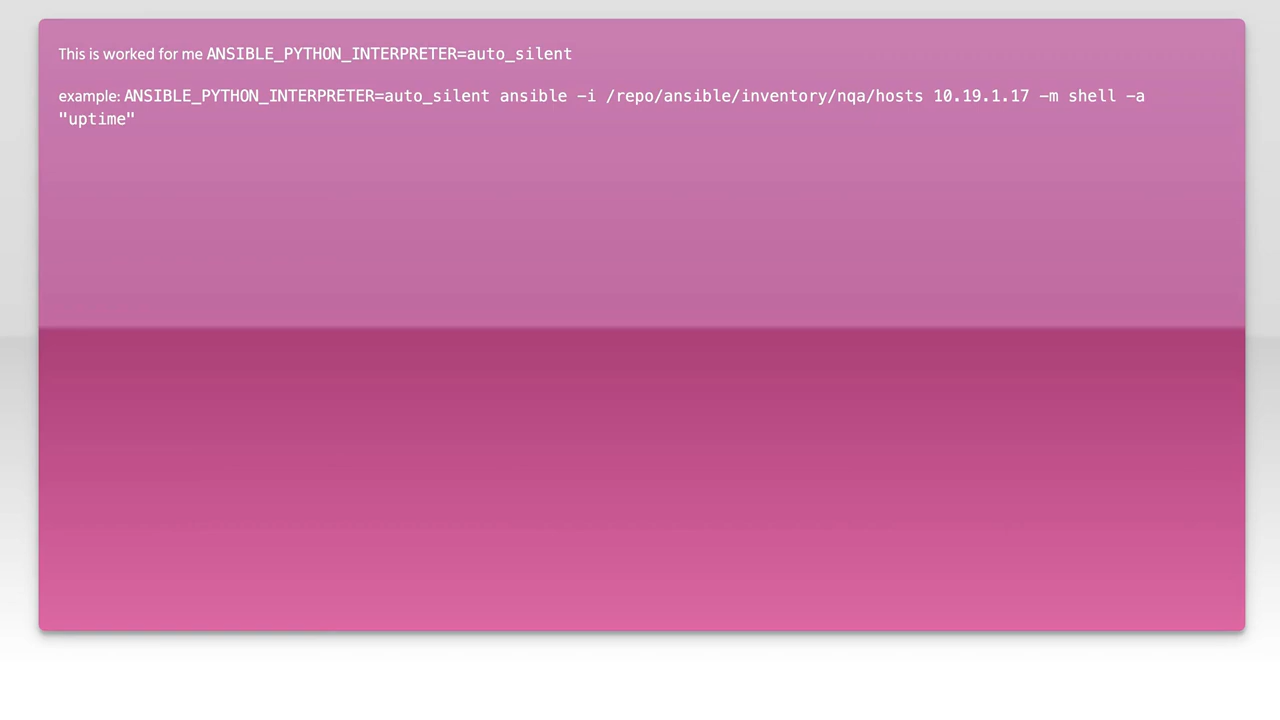 This is worked for me ANSIBLE_PYTHON_INTERPRETER=auto_silent
example: ANSIBLE_PYTHON_INTERPRETER=auto_silent ansible -i /repo/ansible/inventory/nqa/hosts 10.19.1.17 -m shell -a
"uptime"